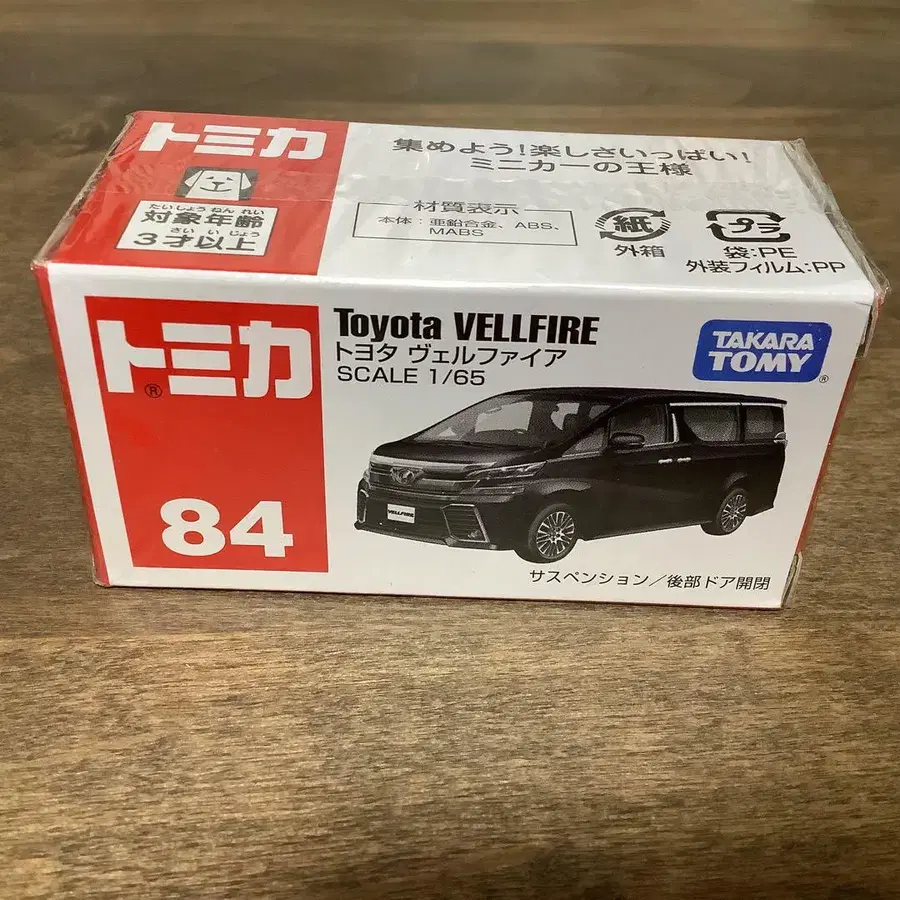 トミカ
集めよう!楽しさいっぱい!
ミニカーの王様
たいしょうねんれい
対象年齢
さいいじょう
3才以上
材質表示
本体:亜鉛合金、ABS、
MABS
紙
外箱
プラ
袋:PE
外装フィルム:PP
トミカ®
84
Toyota VELLFIRE
トヨタ ヴェルファイア
SCALE 1/65
TAKARA
TOMY®
VELLFIRE
サスペンション/後部ドア開閉